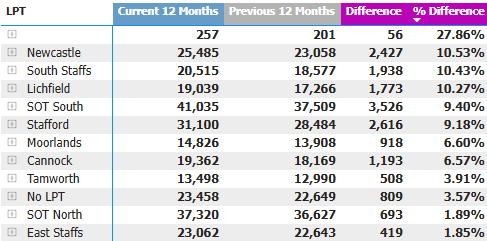 LPT Current 12 Months Previous 12 Months Difference % Difference
257 201 56 27.86%
Newcastle 25,485 23,058 2,427 10.53%
South Staffs 20,515 18,577 1,938 10.43%
Lichfield 19,039 17,266 1,773 10.27%
SOT South 41,035 37,509 3,526 9.40%
Stafford 31,100 28,484 2,616 9.18%
Moorlands 14,826 13,908 918 6.60%
Cannock 19,362 18,169 1,193 6.57%
Tamworth 13,498 12,990 508 3.91%
No LPT 23,458 22,649 809 3.57%
SOT North 37,320 36,627 693 1.89%
East Staffs 23,062 22,643 419 1.85%